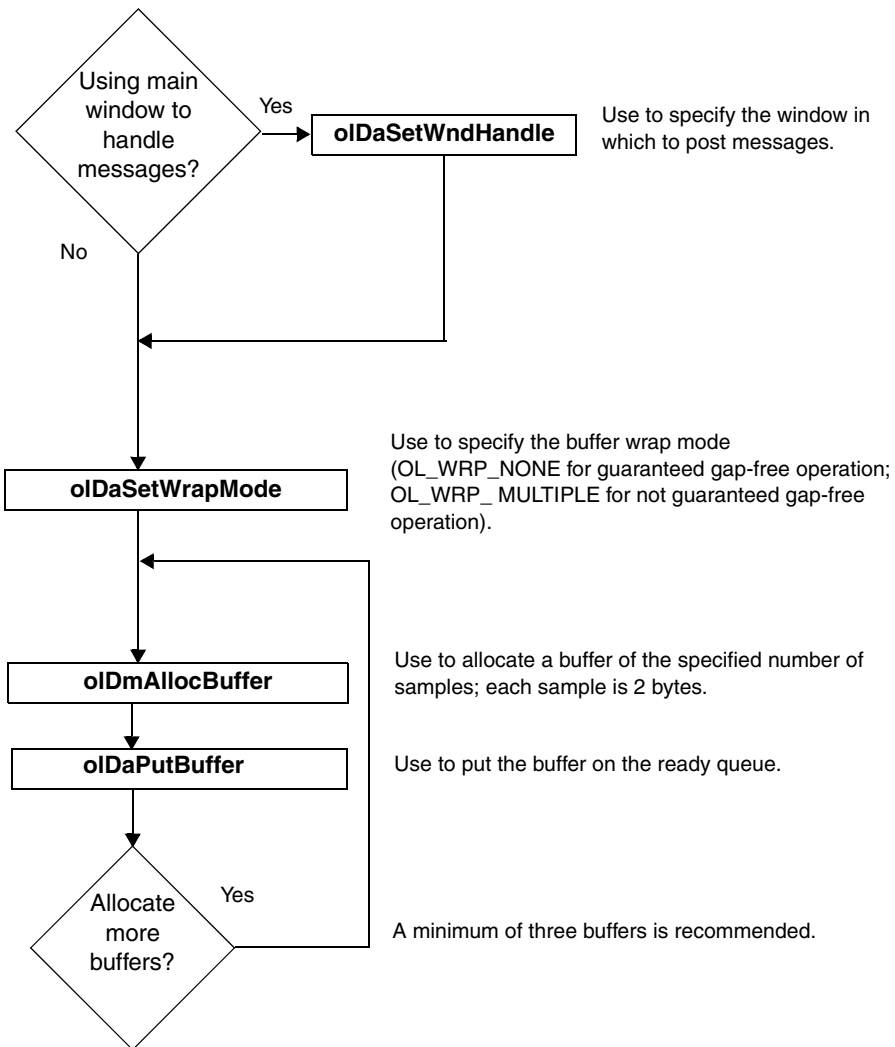 Using main
window to
handle
messages?
Yes
olDaSetWndHandle
Use to specify the window in
which to post messages.
No
olDaSetWrapMode
Use to specify the buffer wrap mode
(OL_WRP_NONE for guaranteed gap-free operation;
OL_WRP_ MULTIPLE for not guaranteed gap-free
operation).
olDmAllocBuffer
Use to allocate a buffer of the specified number of
samples; each sample is 2 bytes.
olDaPutBuffer
Use to put the buffer on the ready queue.
Allocate
more
buffers?
Yes
A minimum of three buffers is recommended.